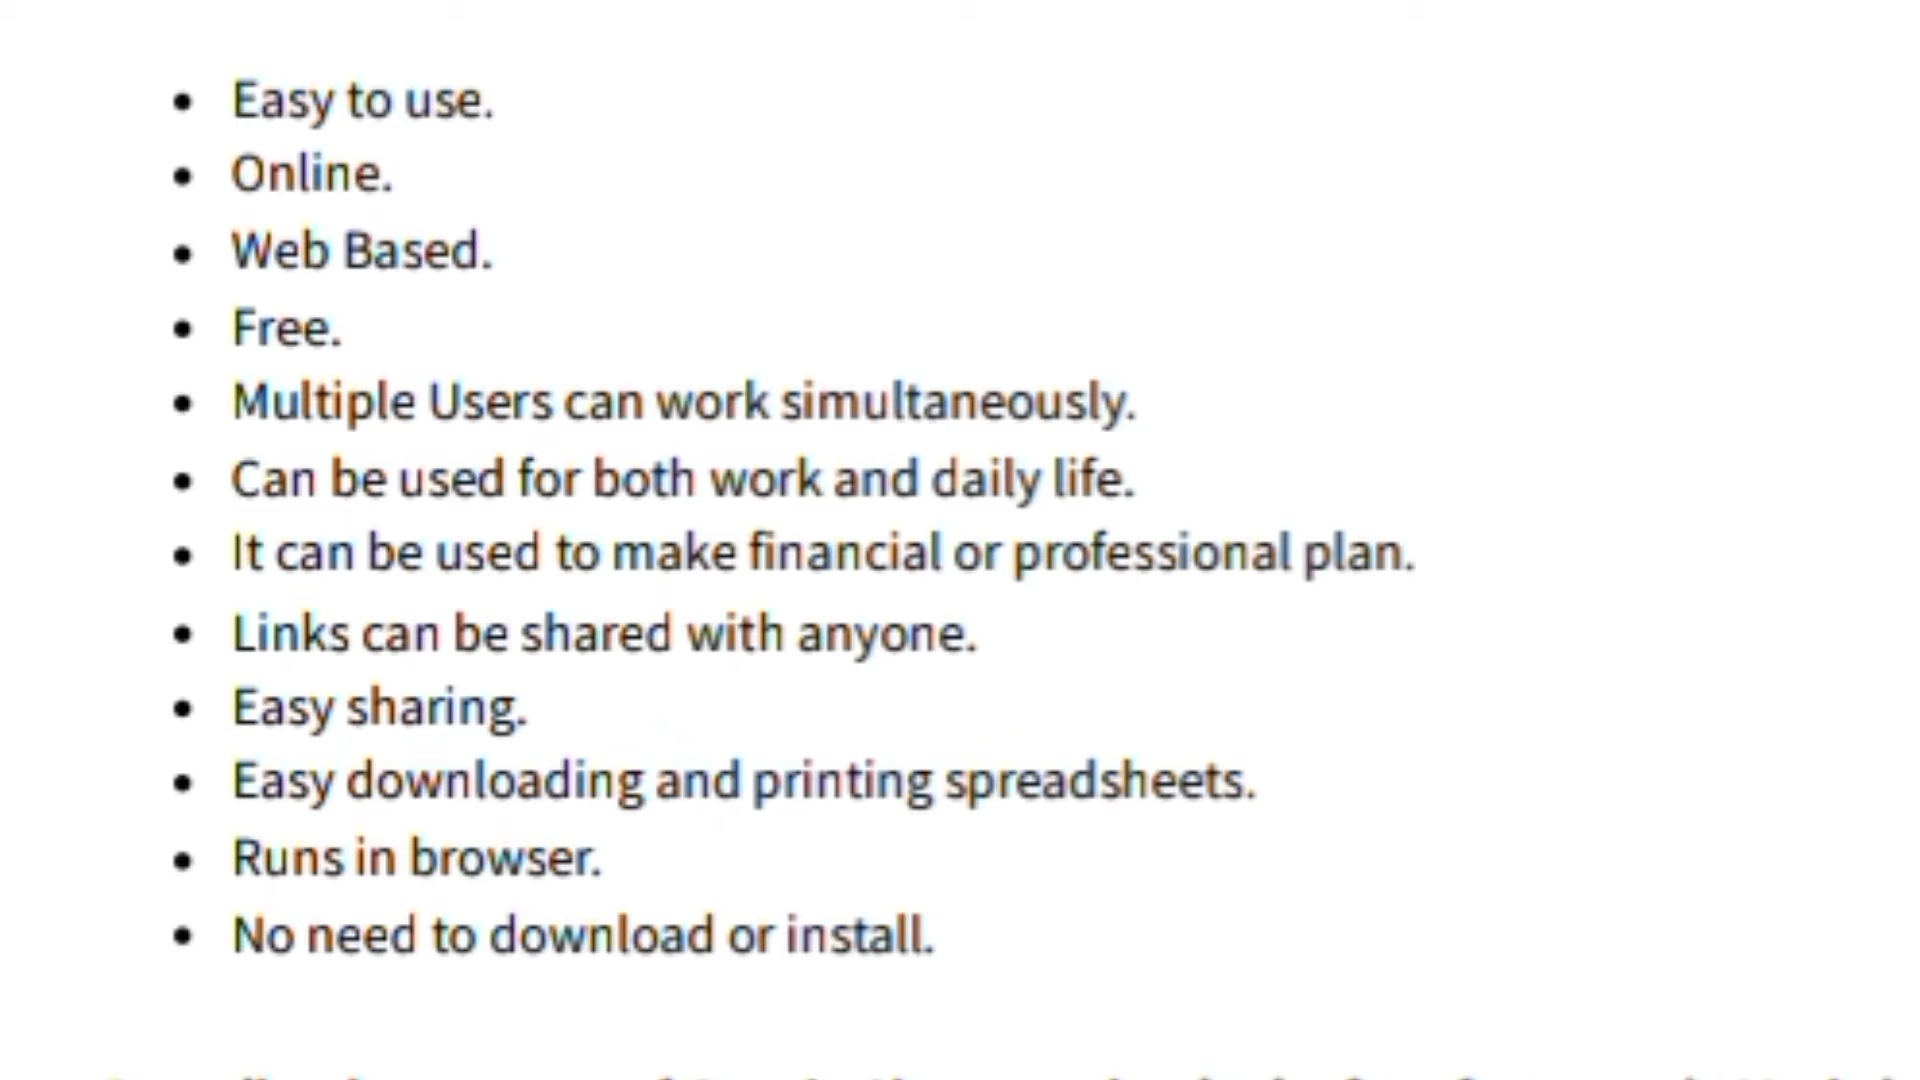 • Easy to use.
• Online.
• Web Based.
• Free.
• Multiple Users can work simultaneously.
• Can be used for both work and daily life.
• It can be used to make financial or professional plan.
• Links can be shared with anyone.
• Easy sharing.
• Easy downloading and printing spreadsheets.
• Runs in browser.
• No need to download or install.